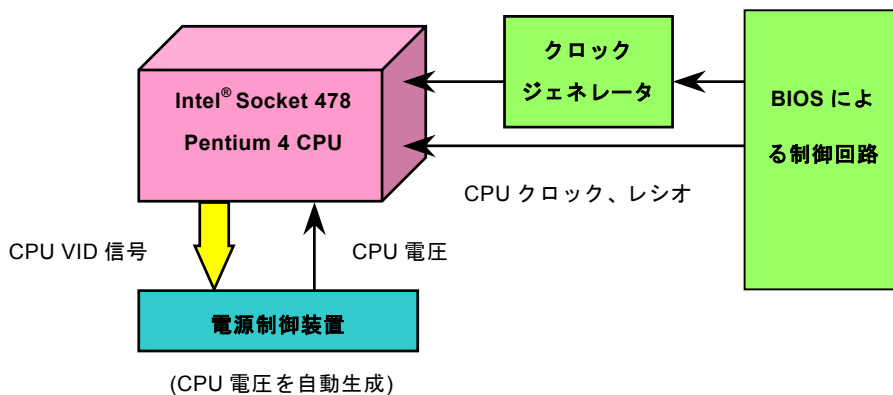 クロック
ジェネレータ
Intel® Socket 478
Pentium 4 CPU
BIOS によ
る制御回路
CPU クロック、レシオ
CPU VID 信号
CPU 電圧
電源制御装置
(CPU 電圧を自動生成)